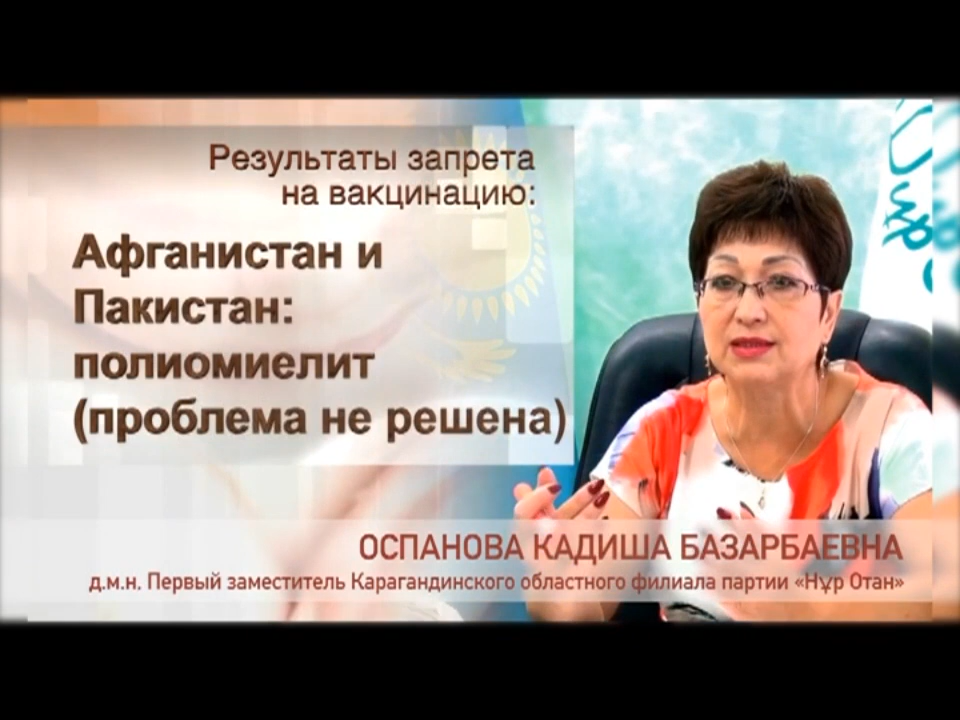 Результаты запрета
на вакцинацию:
Афганистан и
Пакистан:
полиомиелит
(проблема не решена)
ОСПАНОВА КАДИША БАЗАРБАЕВНА
д.м.н. Первый заместитель Карагандинского областного филиала партии «Нұр Отан»